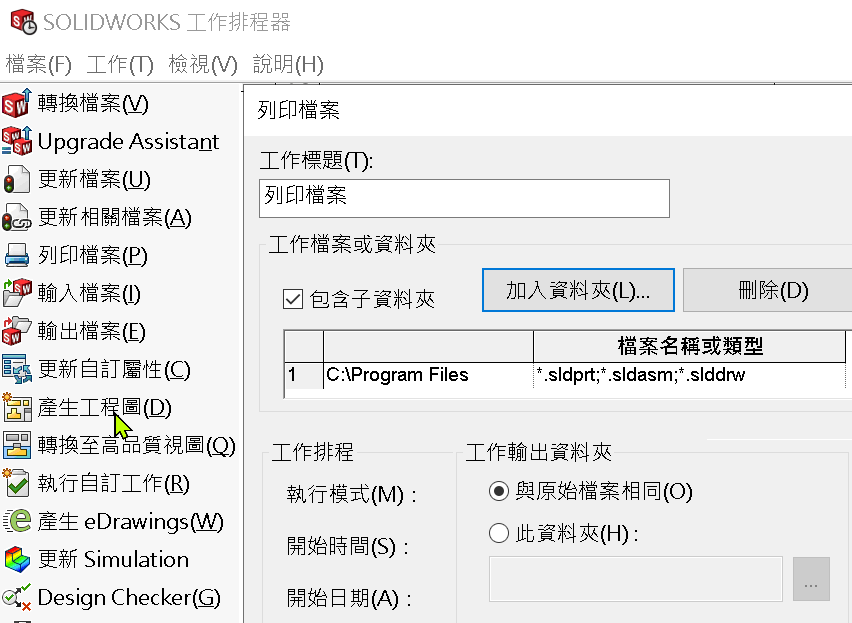 SOLIDWORKS 工作排程器
檔案(F) 工作(T) 檢視(V) 說明(H)
轉換檔案(V)
Upgrade Assistant
更新檔案(U)
更新相關檔案(A)
列印檔案(P)
輸入檔案(I)
輸出檔案(E)
更新自訂屬性(C)
產生工程圖(D)
轉換至高品質視圖(Q)
執行自訂工作(R)
產生 eDrawings(W)
更新 Simulation
Design Checker(G)
列印檔案
工作標題(T):
列印檔案
工作檔案或資料夾
包含子資料夾 加入資料夾(L)... 刪除(D)
檔案名稱或類型
1 C:\Program Files *.sldprt;*.sldasm;*.slddrw
工作排程
執行模式(M)：
開始時間(S)：
開始日期(A)：
工作輸出資料夾
與原始檔案相同(O)
此資料夾(H)：
...